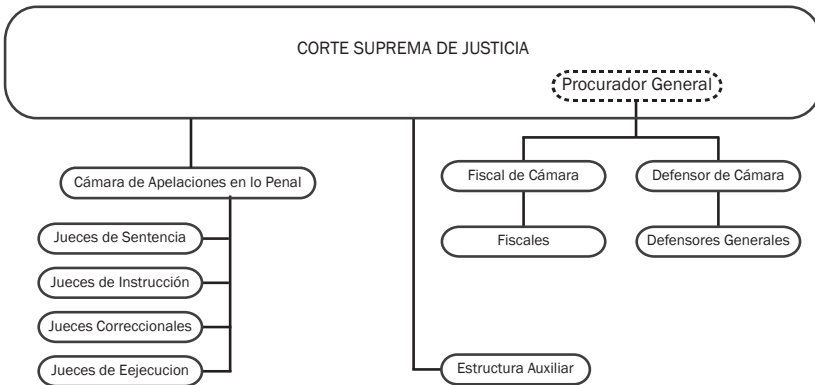 CORTE SUPREMA DE JUSTICIA
Procurador General
Cámara de Apelaciones en lo Penal
Fiscal de Cámara
Defensor de Cámara
Jueces de Sentencia
Fiscales
Defensores Generales
Jueces de Instrucción
Jueces Correccionales
Jueces de Eejecucion
Estructura Auxiliar